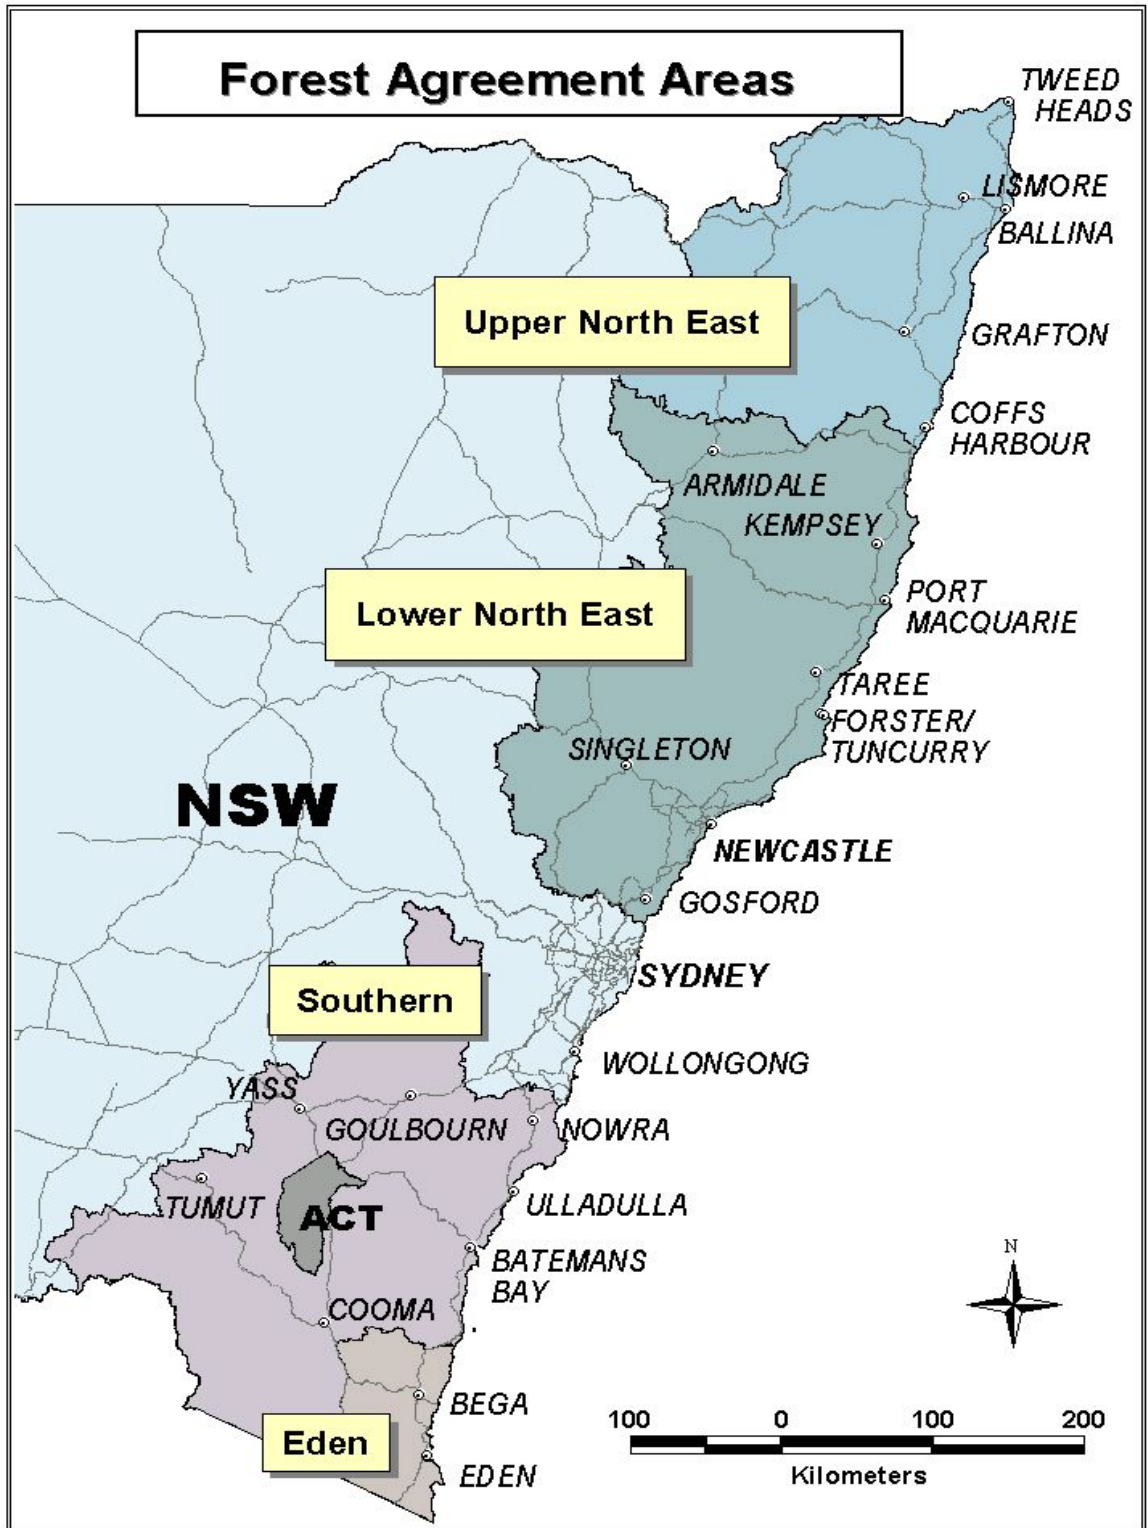 Forest Agreement Areas
TWEED
HEADS
LISMORE
BALLINA
Upper North East
GRAFTON
COFFS
HARBOUR
ARMIDALE
KEMPSEY
Lower North East
PORT
MACQUARIE
TAREE
FORSTER/
TUNCURRY
SINGLETON
NSW
NEWCASTLE
GOSFORD
SYDNEY
Southern
WOLLONGONG
YASS
GOULBOURN
NOWRA
TUMUT
ACT
ULLADULLA
BATEMANS
BAY
N
COOMA
BEGA
Eden
EDEN
100 0 100 200
Kilometers